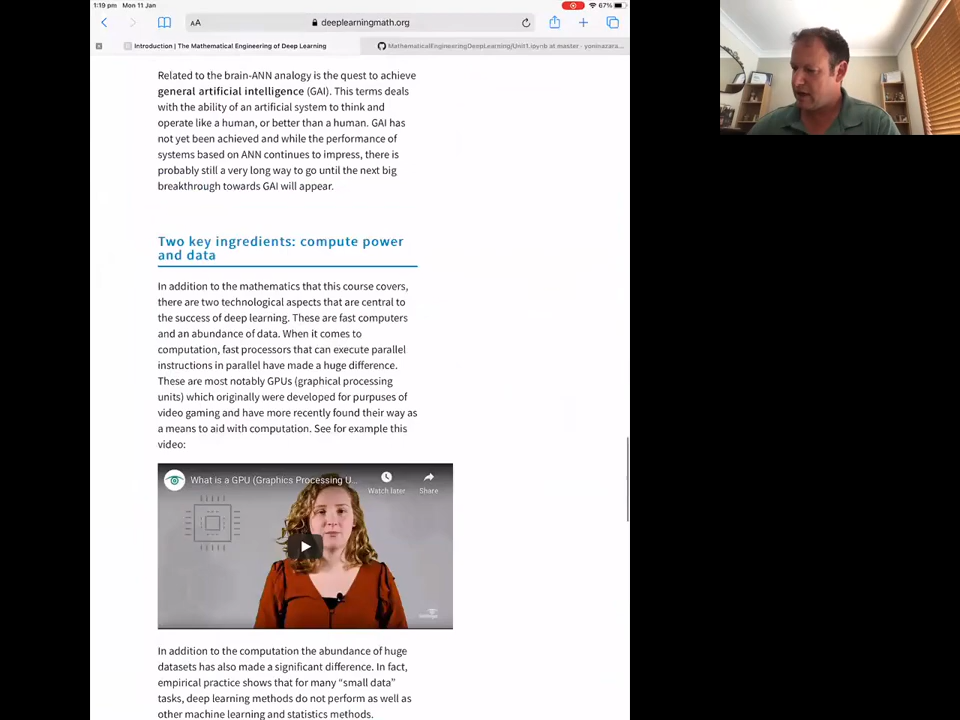 1:19 pm Mon 11 Jan
67%
AA
deeplearningmath.org
Introduction | The Mathematical Engineering of Deep Learning
MathematicalEngineeringDeepLearning/Unit1.ipynb at master · yoninazara...
Related to the brain-ANN analogy is the quest to achieve
general artificial intelligence (GAI). This terms deals
with the ability of an artificial system to think and
operate like a human, or better than a human. GAI has
not yet been achieved and while the performance of
systems based on ANN continues to impress, there is
probably still a very long way to go until the next big
breakthrough towards GAI will appear.
Two key ingredients: compute power
and data
In addition to the mathematics that this course covers,
there are two technological aspects that are central to
the success of deep learning. These are fast computers
and an abundance of data. When it comes to
computation, fast processors that can execute parallel
instructions in parallel have made a huge difference.
These are most notably GPUs (graphical processing
units) which originally were developed for purpuses of
video gaming and have more recently found their way as
a means to aid with computation. See for example this
video:
What is a GPU (Graphics Processing U...
Watch later
Share
In addition to the computation the abundance of huge
datasets has also made a significant difference. In fact,
empirical practice shows that for many “small data”
tasks, deep learning methods do not perform as well as
other machine learning and statistics methods.